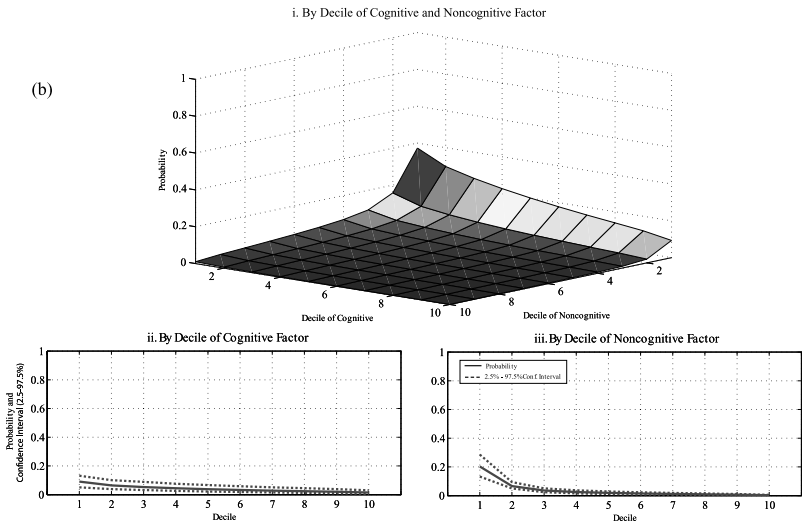 i. By Decile of Cognitive and Noncognitive Factor
(b)
1
0.8
0.6
0.4
0.2
0
Probability
2
4
6
8
10
10
8
6
4
2
Decile of Cognitive
Decile of Noncognitive
ii. By Decile of Cognitive Factor
Probability and
Confidence Interval (2.5-97.5%)
1
0.8
0.6
0.4
0.2
0
1 2 3 4 5 6 7 8 9 10
Decile
iii. By Decile of Noncognitive Factor
Probability
2.5% - 97.5%Conf. Interval
1
0.8
0.6
0.4
0.2
0
1 2 3 4 5 6 7 8 9 10
Decile